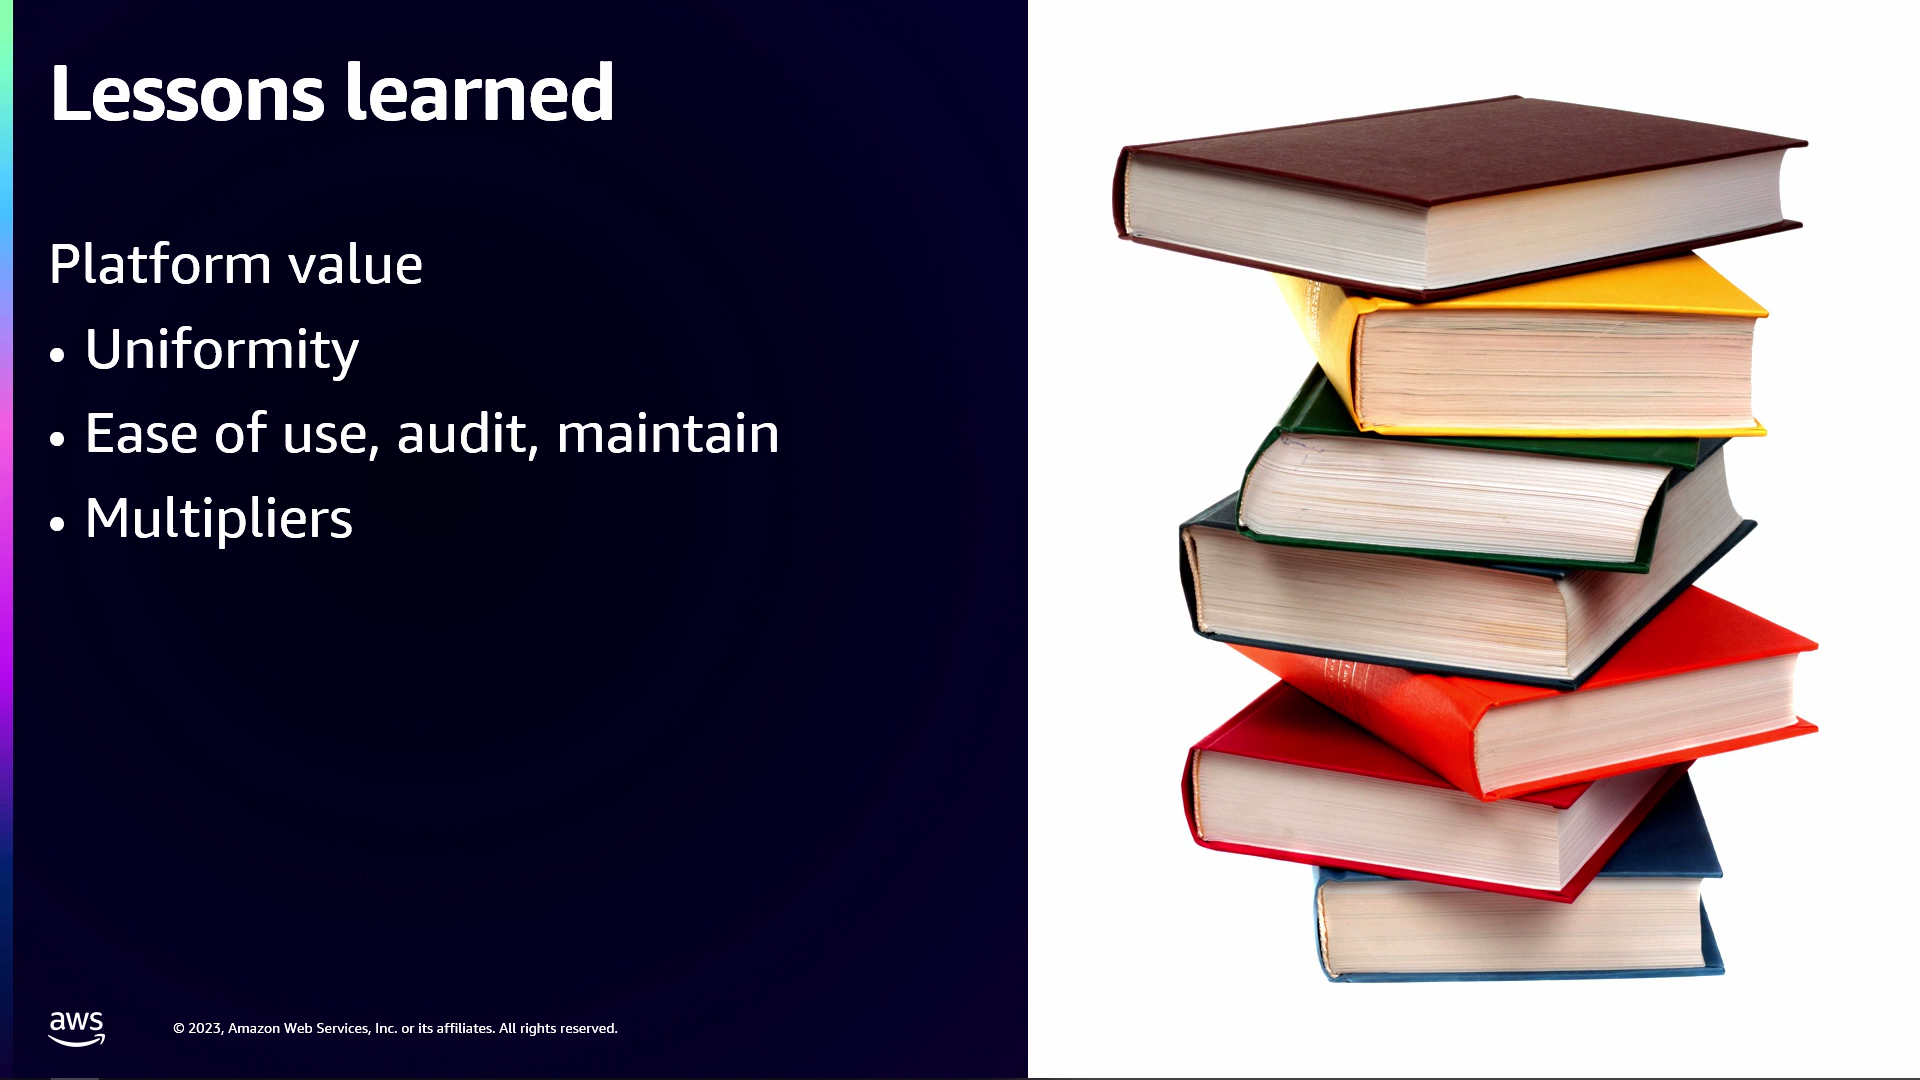 Lessons learned
Platform value
• Uniformity
• Ease of use, audit, maintain
• Multipliers
aws
© 2023, Amazon Web Services, Inc. or its affiliates. All rights reserved.